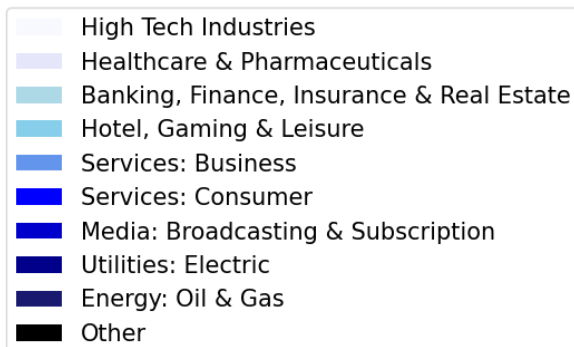 High Tech Industries
Healthcare & Pharmaceuticals
Banking, Finance, Insurance & Real Estate
Hotel, Gaming & Leisure
Services: Business
Services: Consumer
Media: Broadcasting & Subscription
Utilities: Electric
Energy: Oil & Gas
Other